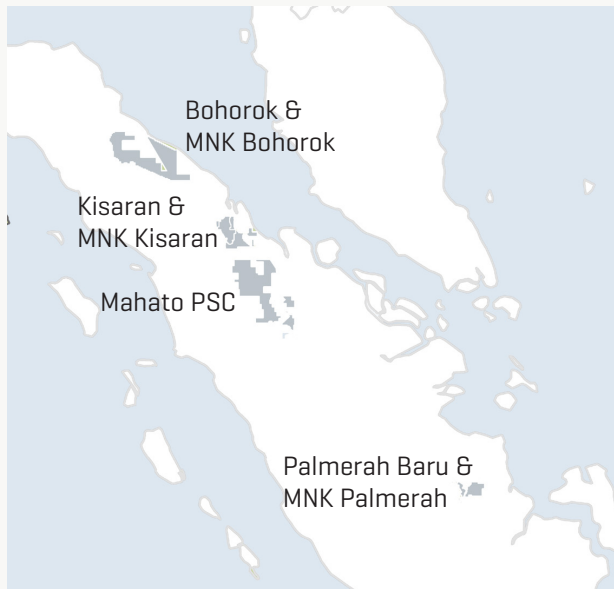 Bohorok &
MNK Bohorok
Kisaran &
MNK Kisaran
Mahato PSC
Palmerah Baru &
MNK Palmerah